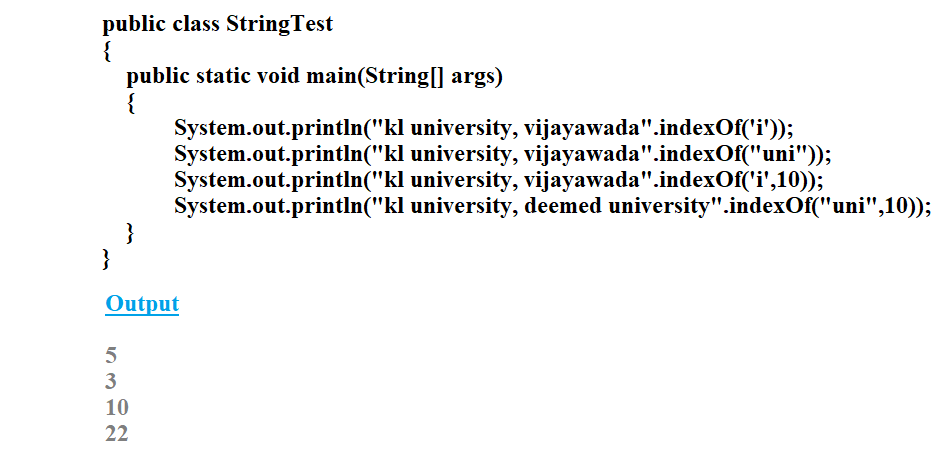 public class StringTest
{
public static void main(String[] args)
{
System.out.println("kl university, vijayawada".indexOf('i'));
System.out.println("kl university, vijayawada".indexOf("uni"));
System.out.println("kl university, vijayawada".indexOf('i',10));
System.out.println("kl university, deemed university".indexOf("uni",10));
}
}
Output
5
3
10
22